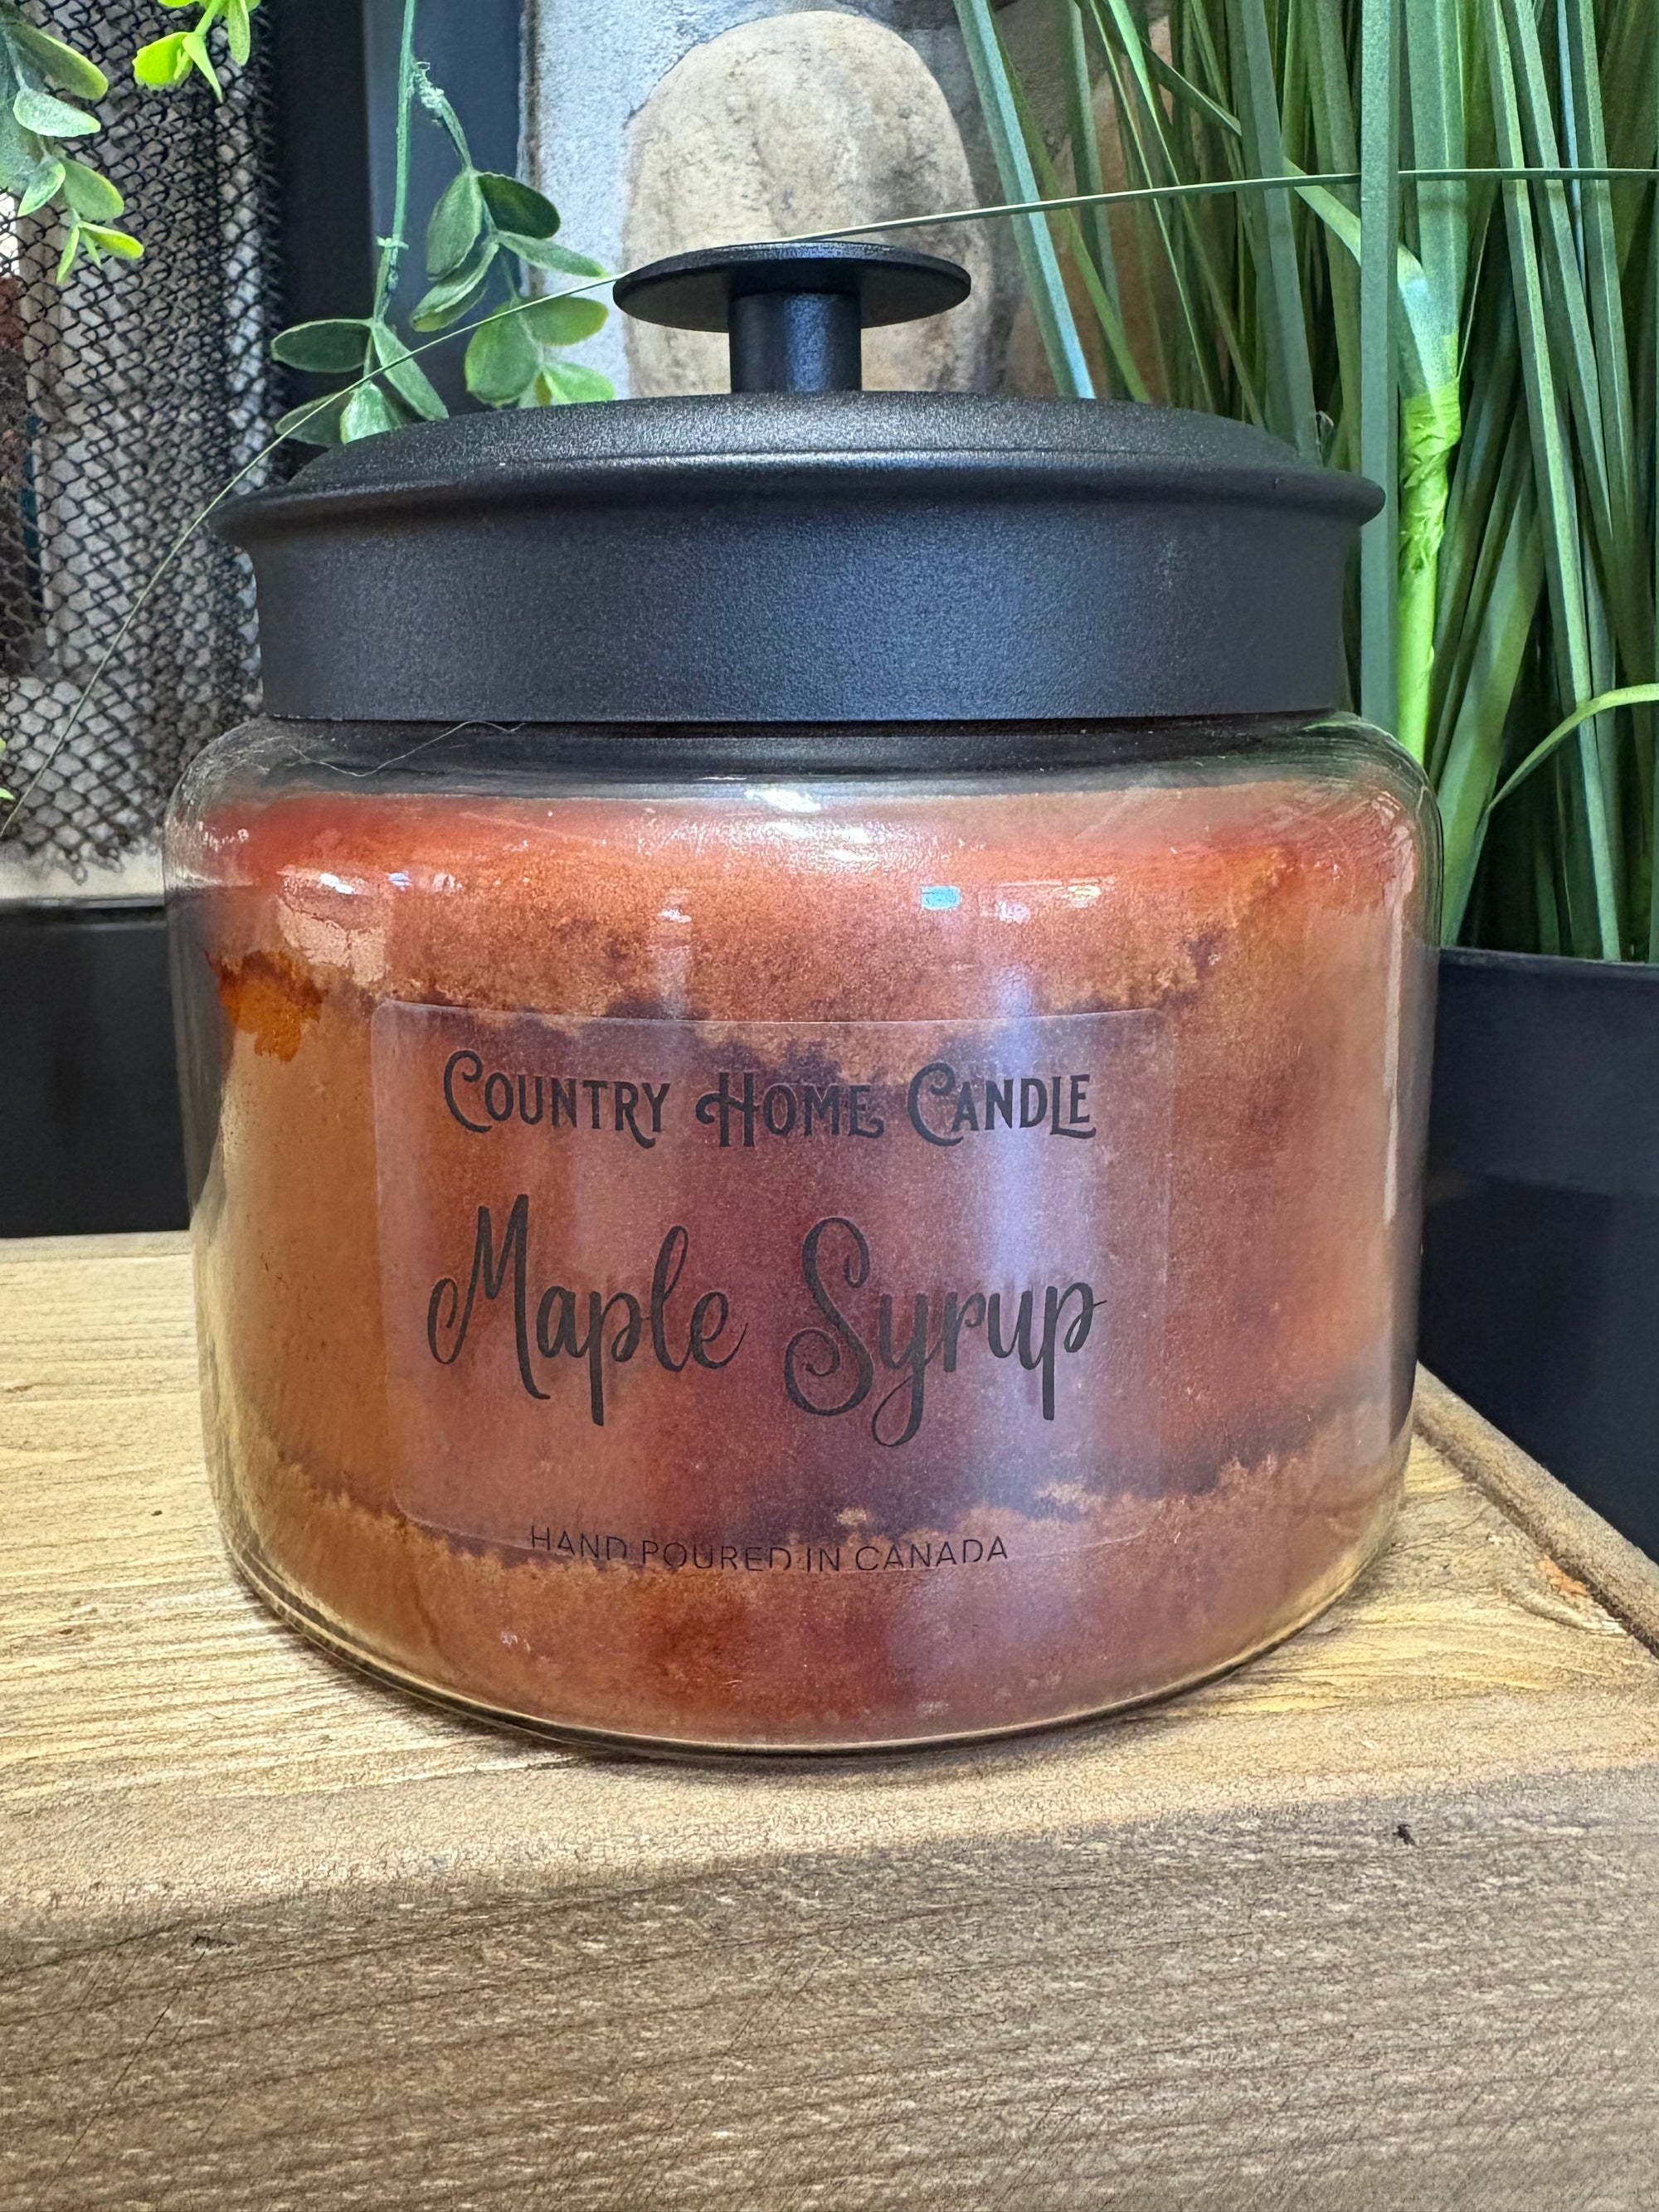 Country Home Candle
Maple Syrup
HAND POURED IN CANADA